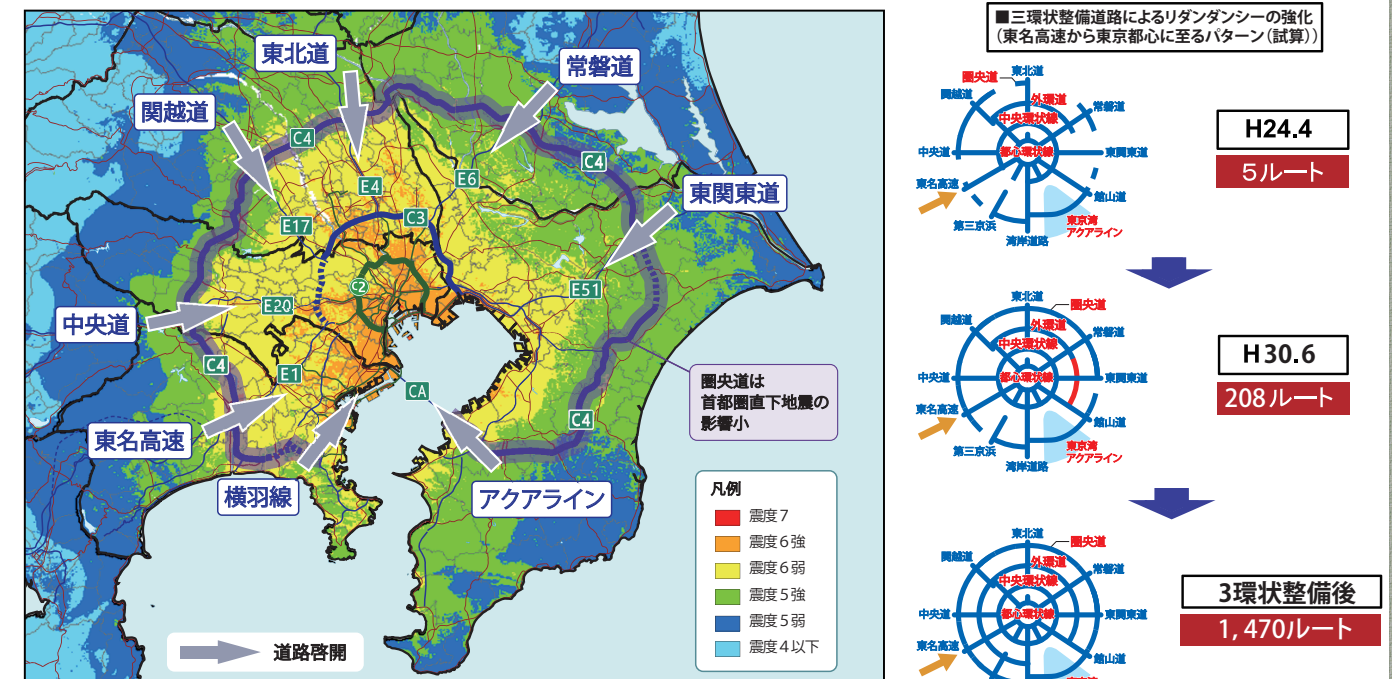 東北道
常磐道
関越道
C4
C4
E4
E6
東関東道
C3
E17
C2
E51
E20
中央道
C4
E1
CA
圏央道は
首都圏直下地震の
影響小
C4
東名高速
横羽線
アクアライン
凡例
震度7
震度6強
震度6弱
震度5強
震度5弱
震度4以下
道路啓開
■三環状整備道路によるリダンダンシーの強化
(東名高速から東京都心に至るパターン(試算))
東北道
圏央道
関越道
外環道
常磐道
中央環状線
中央道
都心環状線
東関東道
東名高速
館山道
第三京浜
東京湾
アクアライン
湾岸道路
H24.4
5ルート
東北道
圏央道
関越道
外環道
常磐道
中央環状線
中央道
都心環状線
東関東道
東名高速
館山道
第三京浜
東京湾
アクアライン
湾岸道路
H30.6
208ルート
東北道
圏央道
関越道
外環道
常磐道
中央環状線
中央道
都心環状線
東関東道
東名高速
館山道
3環状整備後
1,470ルート